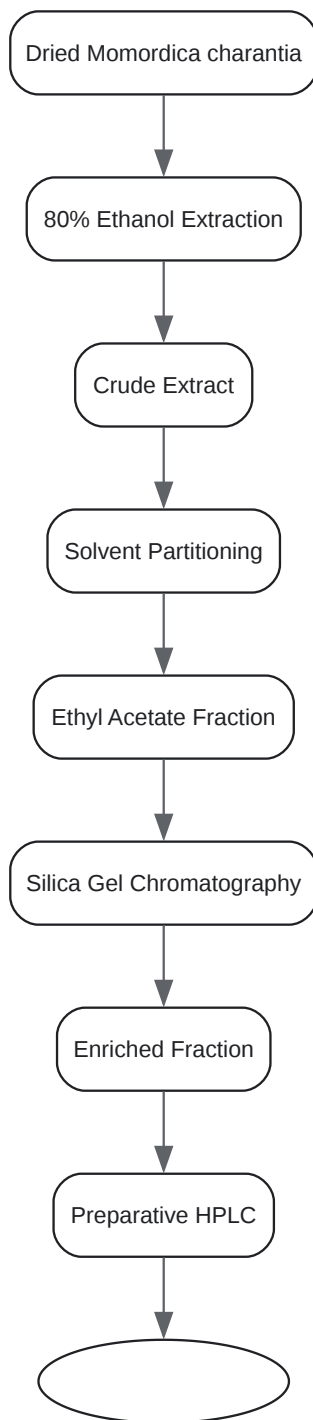 Dried Momordica charantia
80% Ethanol Extraction
Crude Extract
Solvent Partitioning
Ethyl Acetate Fraction
Silica Gel Chromatography
Enriched Fraction
Preparative HPLC